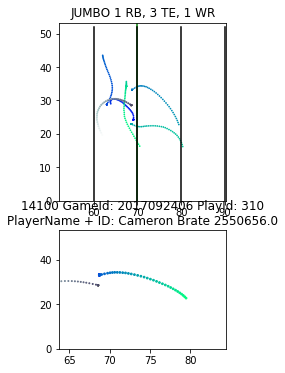 JUMBO 1 RB, 3 TE, 1 WR
50
40
30
20
10
0
60 70 80 90
14100 GameId: 2017092406 PlayId: 310
PlayerName + ID: Cameron Brate 2550656.0
40
20
0
65 70 75 80